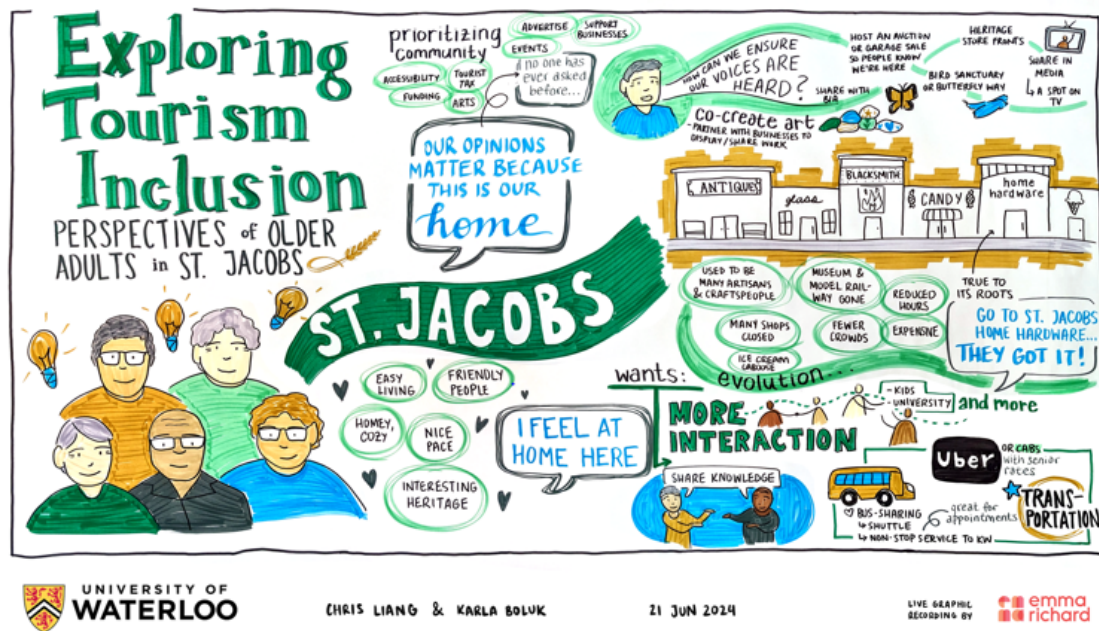 Exploring
Tourism
Inclusion
PERSPECTIVES of OLDER
ADULTS in ST. JACOBS
prioritizing
community
ADVERTISE
SUPPORT
BUSINESSES
EVENTS
ACCESSIBILITY
TOURIST
TAX
FUNDING
ARTS
no one has
ever asked
before...
OUR OPINIONS
MATTER BECAUSE
THIS IS OUR
home
HOW CAN WE ENSURE
OUR VOICES ARE
HEARD?
HOST AN AUCTION
OR GARAGE SALE
SO PEOPLE KNOW
WE'RE HERE
HERITAGE
STORE FRONTS
SHARE IN
MEDIA
↳ A SPOT ON
TV
BIRD SANCTUARY
OR BUTTERFLY WAY
SHARE WITH
BIA
co-create art
- PARTNER WITH BUSINESSES TO
DISPLAY/SHARE WORK
ANTIQUES
glass
BLACKSMITH
CANDY
home
hardware
ST. JACOBS
EASY
LIVING
FRIENDLY
PEOPLE
HOMEY,
COZY
NICE
PACE
INTERESTING
HERITAGE
I FEEL AT
HOME HERE
USED TO BE
MANY ARTISANS
& CRAFTSPEOPLE
MUSEUM &
MODEL RAIL-
WAY GONE
REDUCED
HOURS
MANY SHOPS
CLOSED
FEWER
CROWDS
EXPENSIVE
ICE CREAM
CABOOSE
evolution...
TRUE TO
ITS ROOTS
GO TO ST. JACOBS
HOME HARDWARE...
THEY GOT IT!
wants:
MORE
INTERACTION
- KIDS
- UNIVERSITY
and more
SHARE KNOWLEDGE
Uber
OR CABS
with senior
rates
TRANS-
PORTATION
great for
appointments
♡ BUS-SHARING
↳ SHUTTLE
↳ NON-STOP SERVICE TO KW
UNIVERSITY OF
WATERLOO
CHRIS LIANG & KARLA BOLUK
21 JUN 2024
LIVE GRAPHIC
RECORDING BY
emma
richard